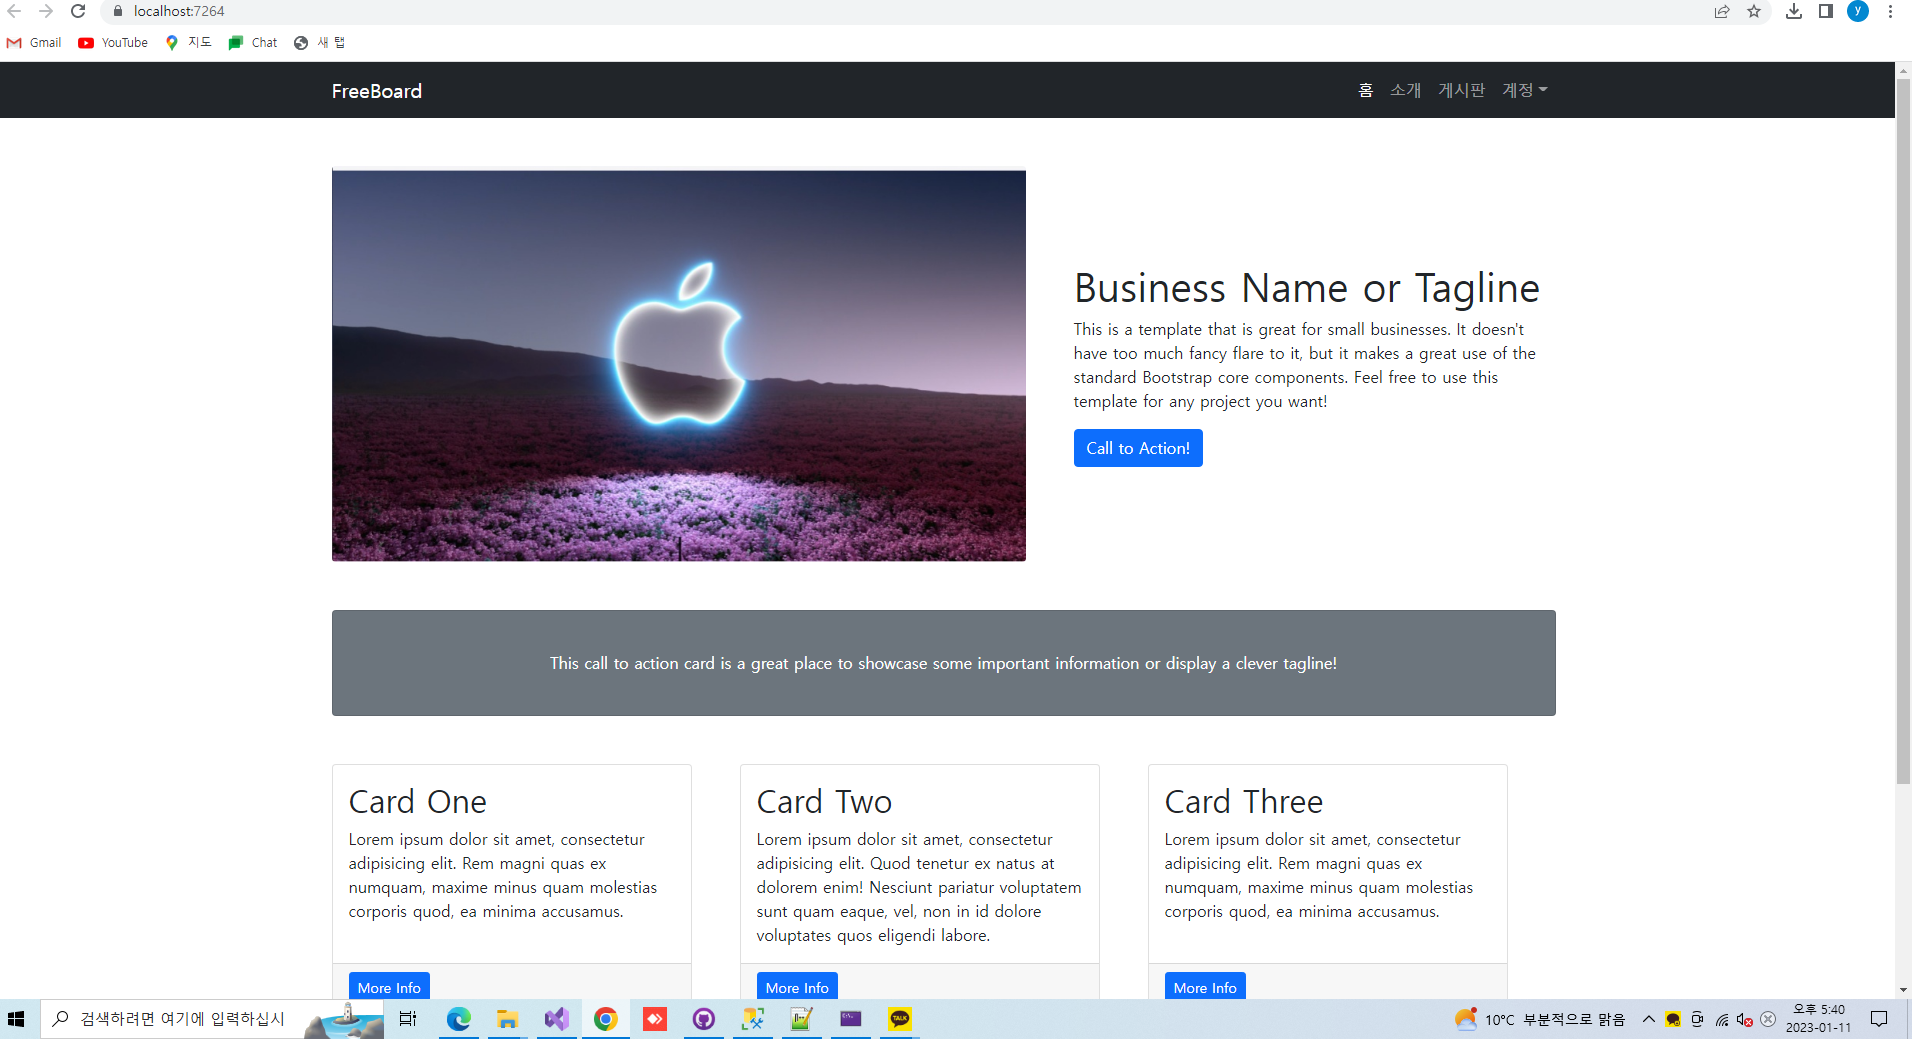 localhost:7264
y
Gmail
YouTube
지도
Chat
새 탭
FreeBoard
홈
소개
게시판
계정
Business Name or Tagline
This is a template that is great for small businesses. It doesn't
have too much fancy flare to it, but it makes a great use of the
standard Bootstrap core components. Feel free to use this
template for any project you want!
Call to Action!
This call to action card is a great place to showcase some important information or display a clever tagline!
Card One
Lorem ipsum dolor sit amet, consectetur
adipisicing elit. Rem magni quas ex
numquam, maxime minus quam molestias
corporis quod, ea minima accusamus.
More Info
Card Two
Lorem ipsum dolor sit amet, consectetur
adipisicing elit. Quod tenetur ex natus at
dolorem enim! Nesciunt pariatur voluptatem
sunt quam eaque, vel, non in id dolore
voluptates quos eligendi labore.
More Info
Card Three
Lorem ipsum dolor sit amet, consectetur
adipisicing elit. Rem magni quas ex
numquam, maxime minus quam molestias
corporis quod, ea minima accusamus.
More Info
검색하려면 여기에 입력하십시
TALK
10°C 부분적으로 맑음
오후 5:40
2023-01-11